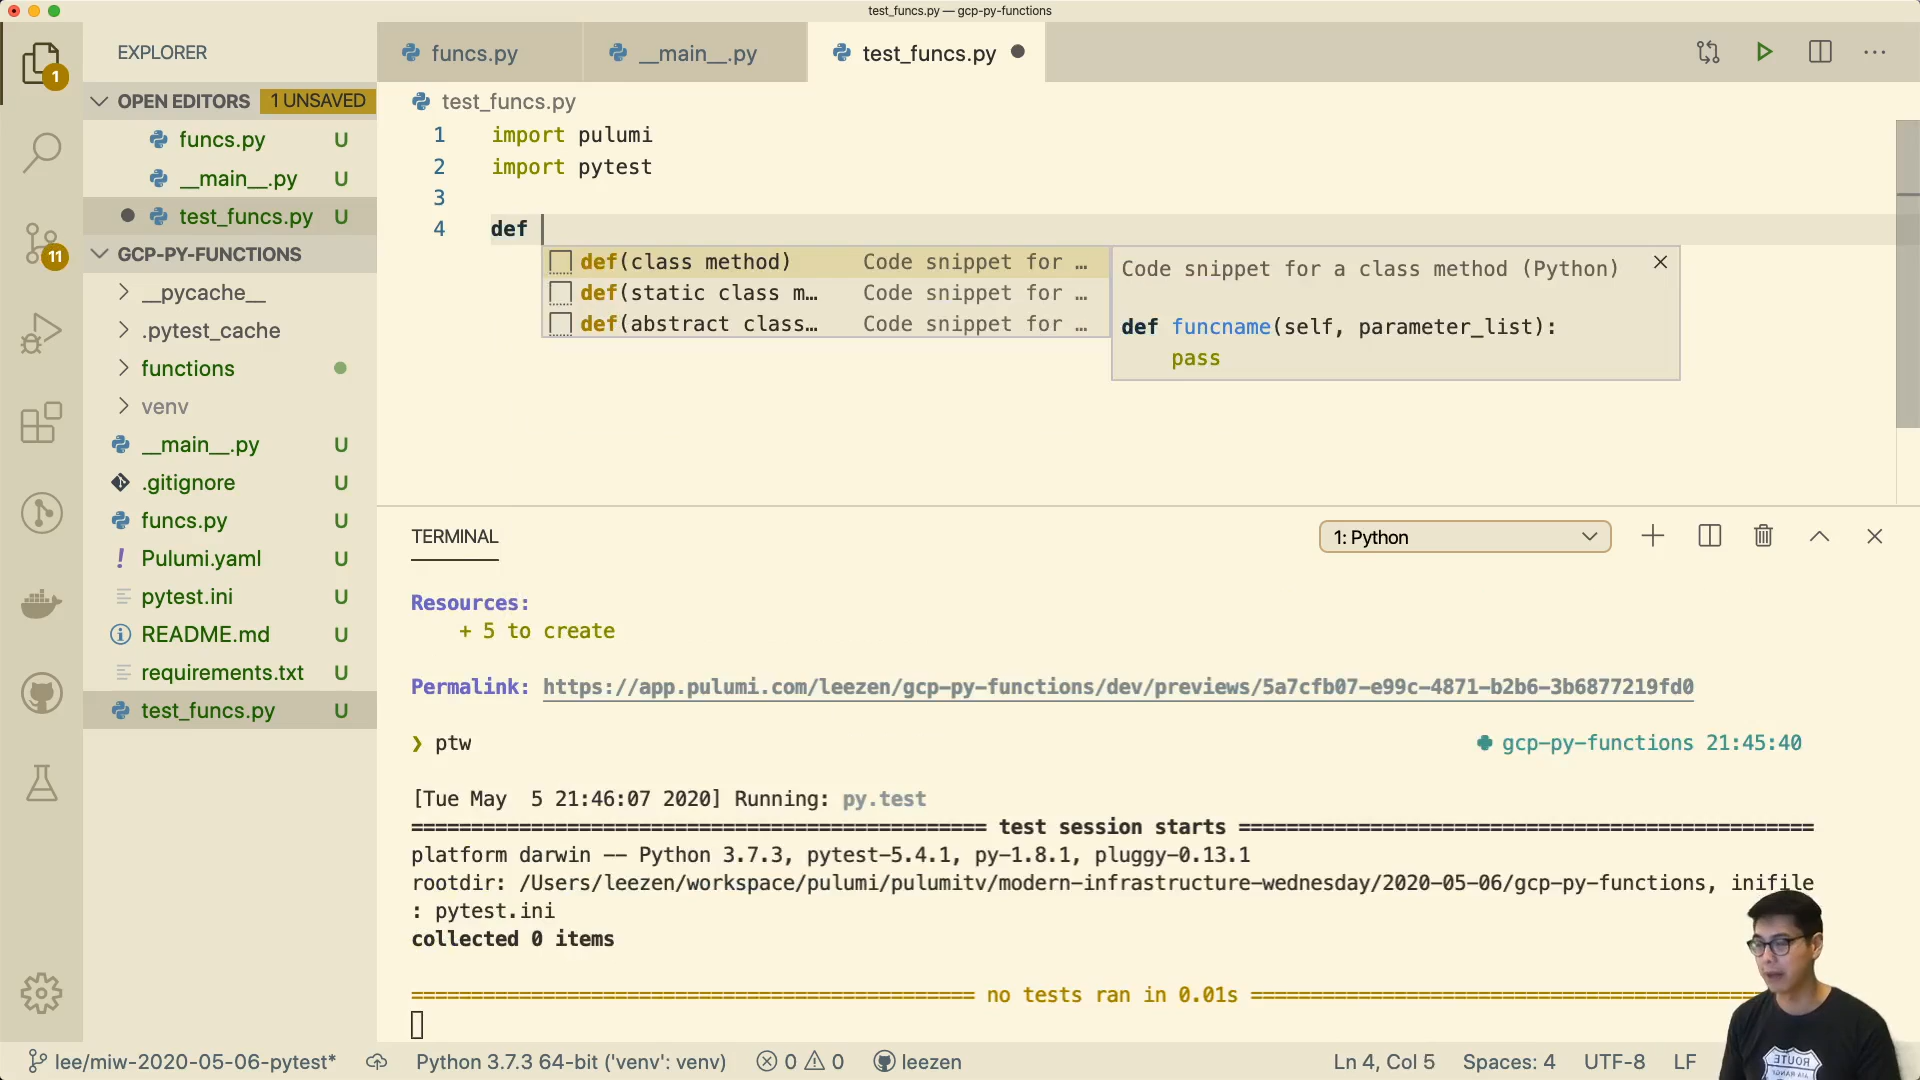 test_funcs.py — gcp-py-functions
EXPLORER
funcs.py
__main__.py
test_funcs.py
1
OPEN EDITORS
1 UNSAVED
funcs.py U
__main__.py U
test_funcs.py U
11
GCP-PY-FUNCTIONS
__pycache__
.pytest_cache
functions
venv
__main__.py U
.gitignore U
funcs.py U
Pulumi.yaml U
pytest.ini U
README.md U
requirements.txt U
test_funcs.py U
test_funcs.py
1 import pulumi
2 import pytest
3
4 def
def(class method) Code snippet for …
def(static class m… Code snippet for …
def(abstract class… Code snippet for …
Code snippet for a class method (Python)
def funcname(self, parameter_list):
pass
TERMINAL
1: Python
Resources:
+ 5 to create
Permalink: https://app.pulumi.com/leezen/gcp-py-functions/dev/previews/5a7cfb07-e99c-4871-b2b6-3b6877219fd0
❯ ptw
gcp-py-functions 21:45:40
[Tue May  5 21:46:07 2020] Running: py.test
================================================ test session starts ================================================
platform darwin -- Python 3.7.3, pytest-5.4.1, py-1.8.1, pluggy-0.13.1
rootdir: /Users/leezen/workspace/pulumi/pulumitv/modern-infrastructure-wednesday/2020-05-06/gcp-py-functions, inifile
: pytest.ini
collected 0 items
=============================================== no tests ran in 0.01s ==========================================
lee/miw-2020-05-06-pytest*
Python 3.7.3 64-bit ('venv': venv)
0
0
leezen
Ln 4, Col 5
Spaces: 4
UTF-8
LF
ROUTE